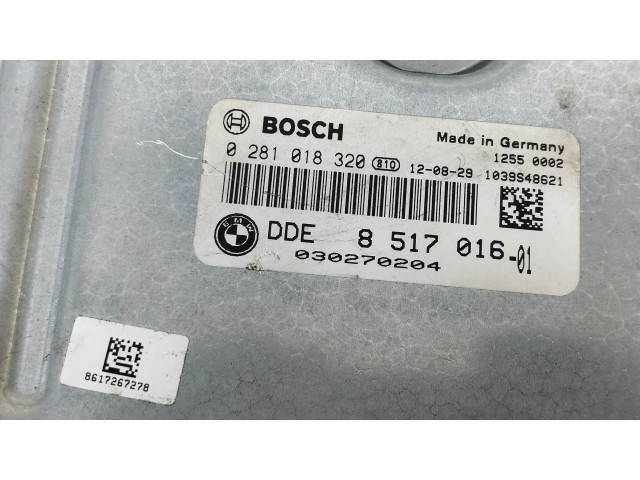 BOSCH
Made in Germany
0 281 018 320 810 12-08-29 1255 0002
1039S48621
BMW
DDE 8 517 016-01
030270204
8617267278